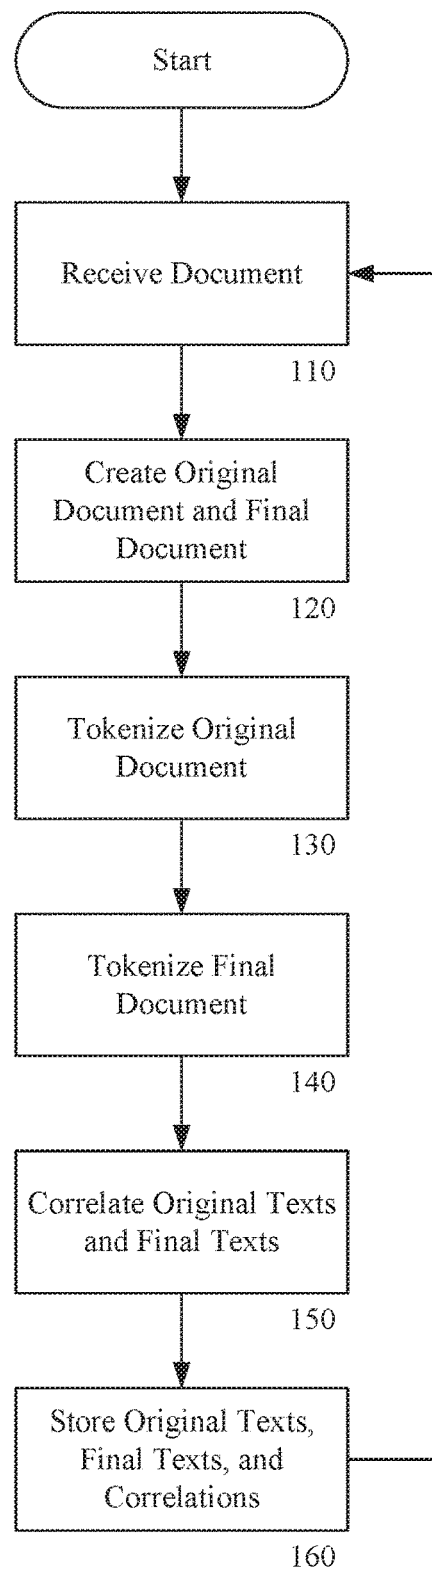 Start
Receive Document
110
Create Original
Document and Final
Document
120
Tokenize Original
Document
130
Tokenize Final
Document
140
Correlate Original Texts
and Final Texts
150
Store Original Texts,
Final Texts, and
Correlations
160